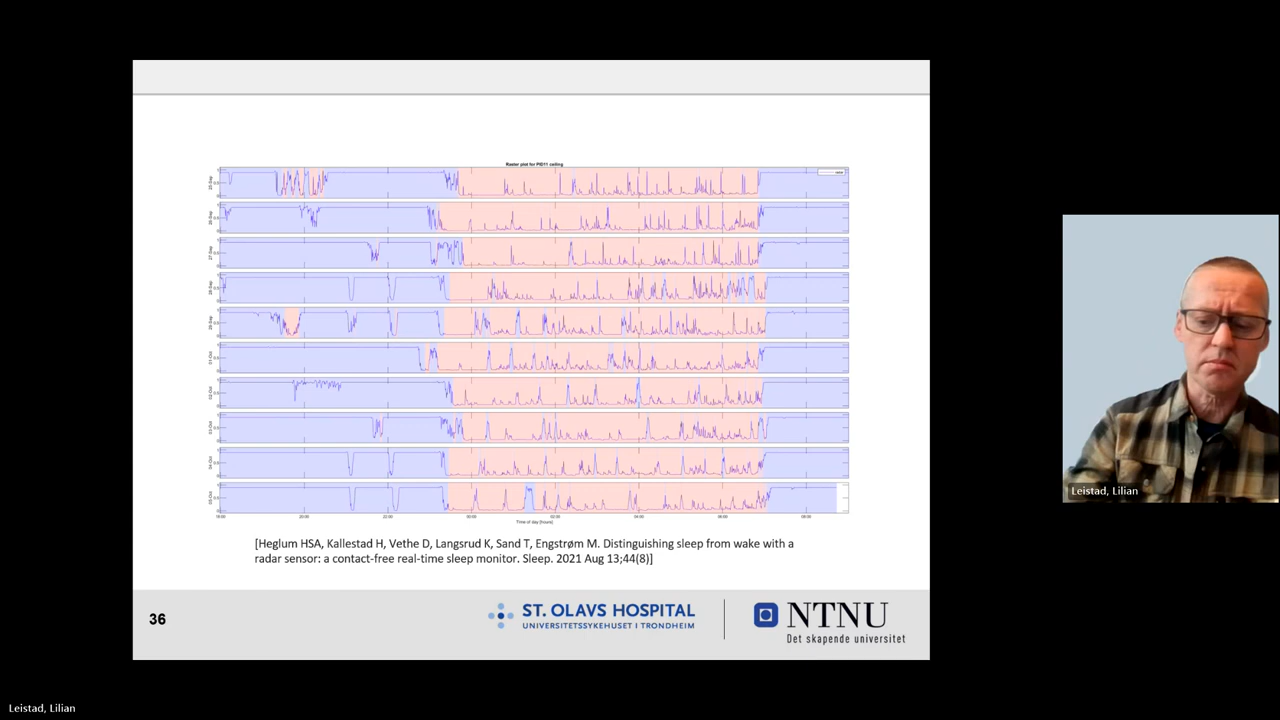 Raster plot for PID11 ceiling
Time of day [hours]
[Heglum HSA, Kallestad H, Vethe D, Langsrud K, Sand T, Engstrøm M. Distinguishing sleep from wake with a
radar sensor: a contact-free real-time sleep monitor. Sleep. 2021 Aug 13;44(8)]
36
ST. OLAVS HOSPITAL
UNIVERSITETSSYKEHUSET I TRONDHEIM
NTNU
Det skapende universitet
Leistad, Lilian
Leistad, Lilian